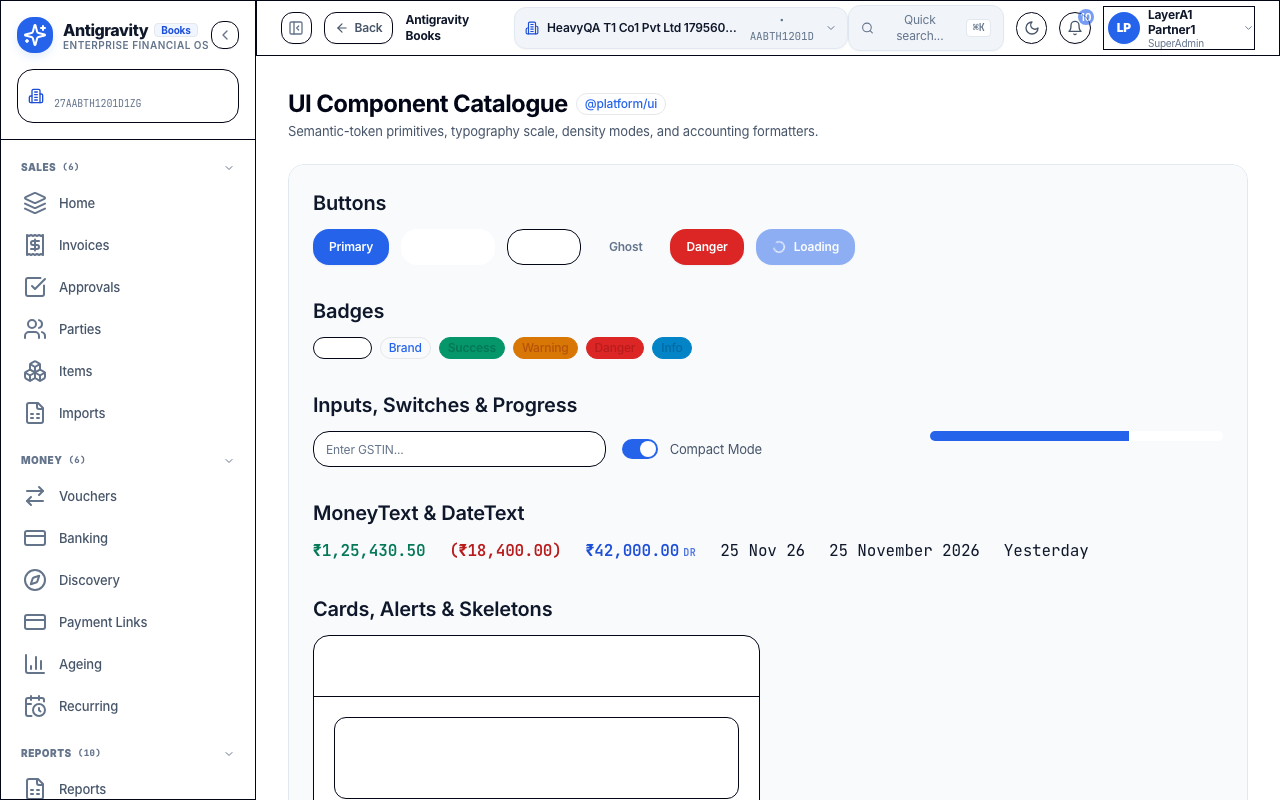 Antigravity Books
ENTERPRISE FINANCIAL OS
27AABTH1201D1ZG
SALES (6)
Home
Invoices
Approvals
Parties
Items
Imports
MONEY (6)
Vouchers
Banking
Discovery
Payment Links
Ageing
Recurring
REPORTS (10)
Reports
Back
Antigravity
Books
HeavyQA T1 Co1 Pvt Ltd 179560...
·
AABTH1201D
Quick
search...
⌘K
LP
LayerA1
Partner1
SuperAdmin
UI Component Catalogue @platform/ui
Semantic-token primitives, typography scale, density modes, and accounting formatters.
Buttons
Primary Ghost Danger Loading
Badges
Brand Success Warning Danger Info
Inputs, Switches & Progress
Enter GSTIN... Compact Mode
MoneyText & DateText
₹1,25,430.50 (₹18,400.00) ₹42,000.00 DR 25 Nov 26 25 November 2026 Yesterday
Cards, Alerts & Skeletons